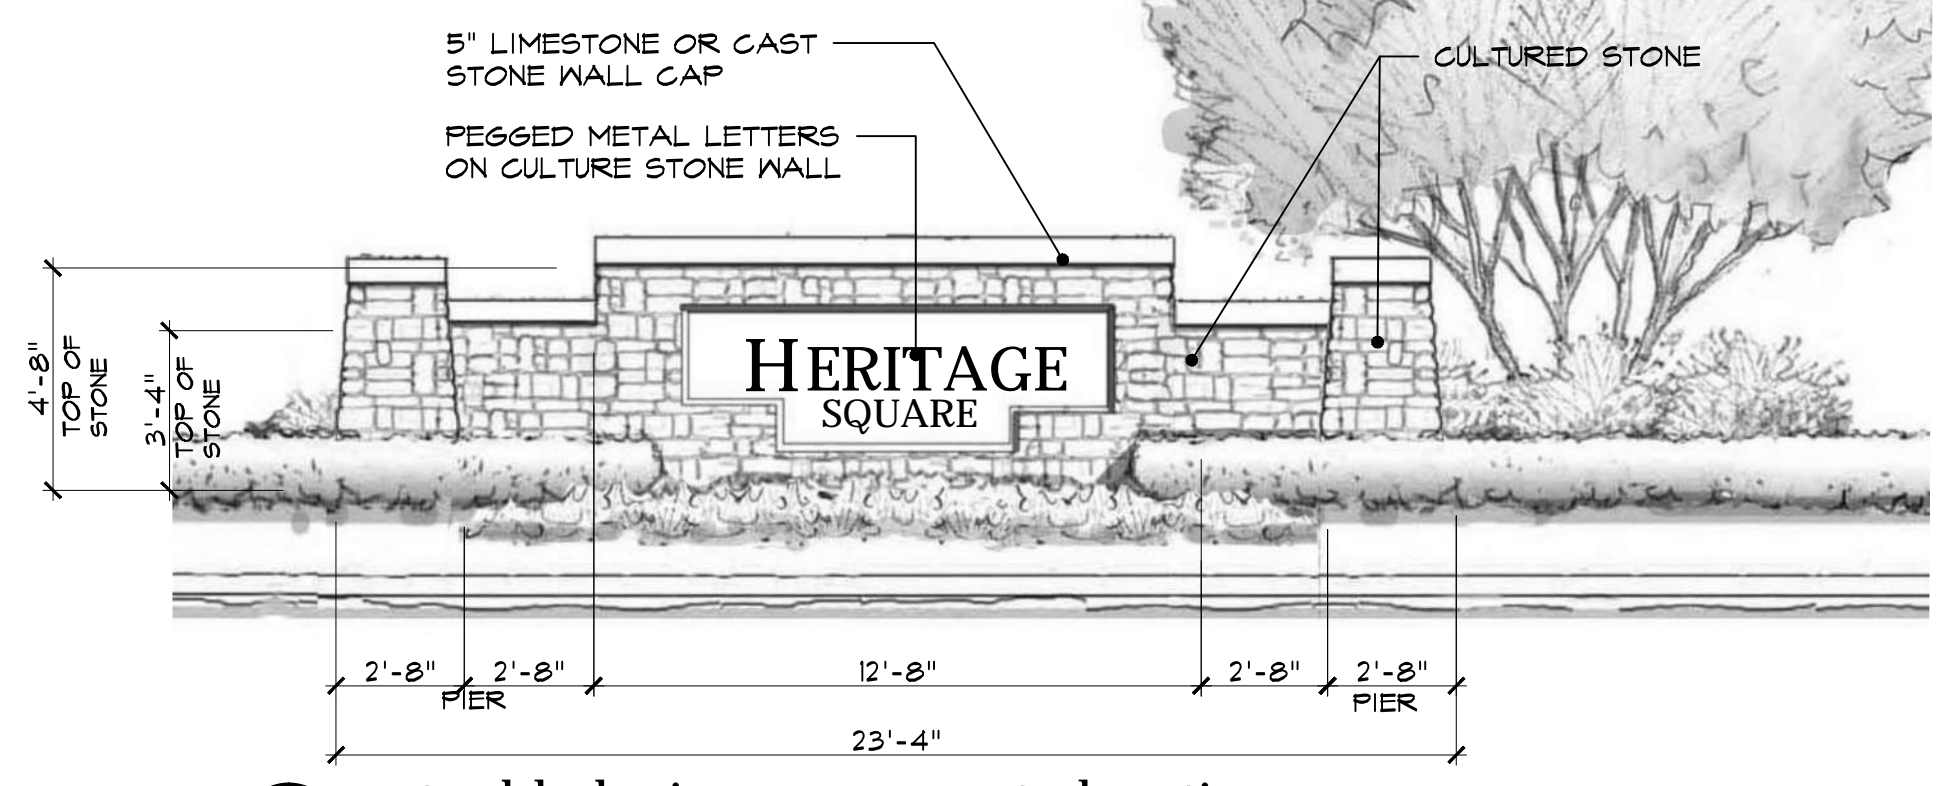 5" LIMESTONE OR CAST
STONE WALL CAP
CULTURED STONE
PEGGED METAL LETTERS
ON CULTURE STONE WALL
4'-8"
TOP OF
STONE
3'-4"
TOP OF
STONE
HERITAGE
SQUARE
2'-8" 2'-8" 12'-8" 2'-8" 2'-8"
PIER PIER
23'-4"